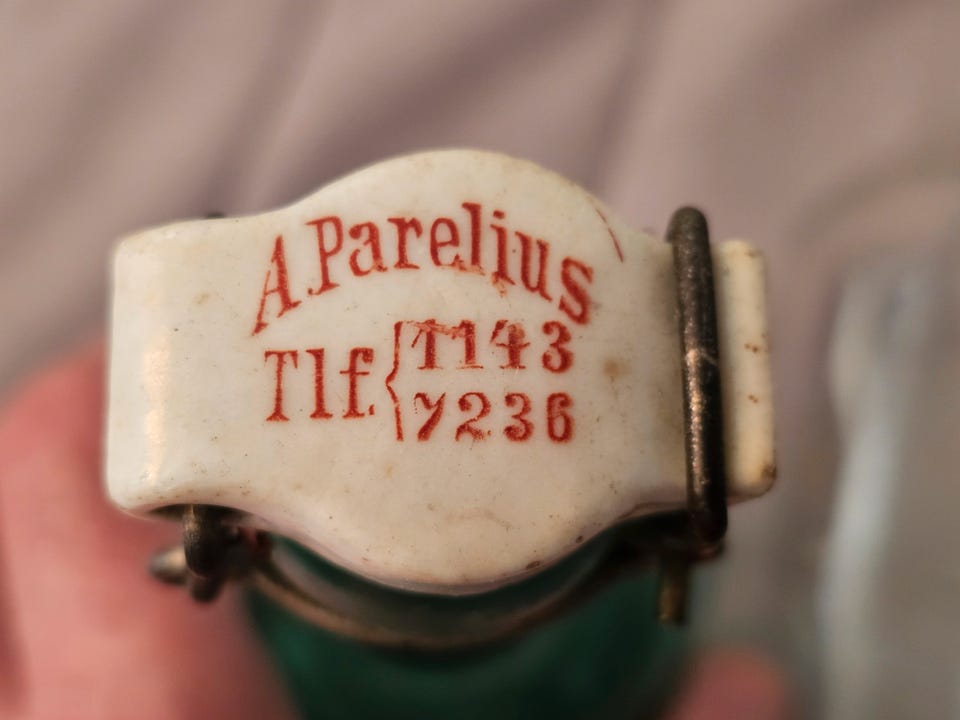 A. Parelius
Tlf. { 1143
7236